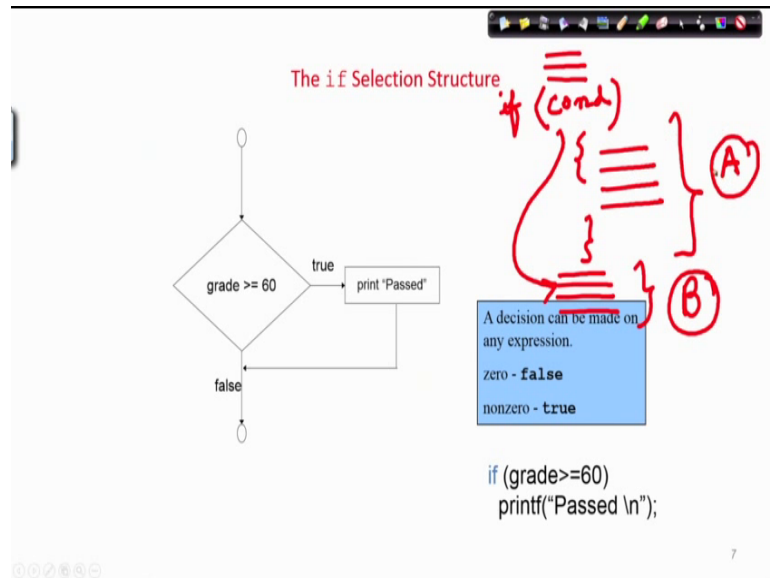 The if Selection Structure
if (cond)
{
}
A
B
grade >= 60
true
print “Passed”
false
A decision can be made on
any expression.
zero - false
nonzero - true
if (grade>=60)
printf(“Passed \n”);
7